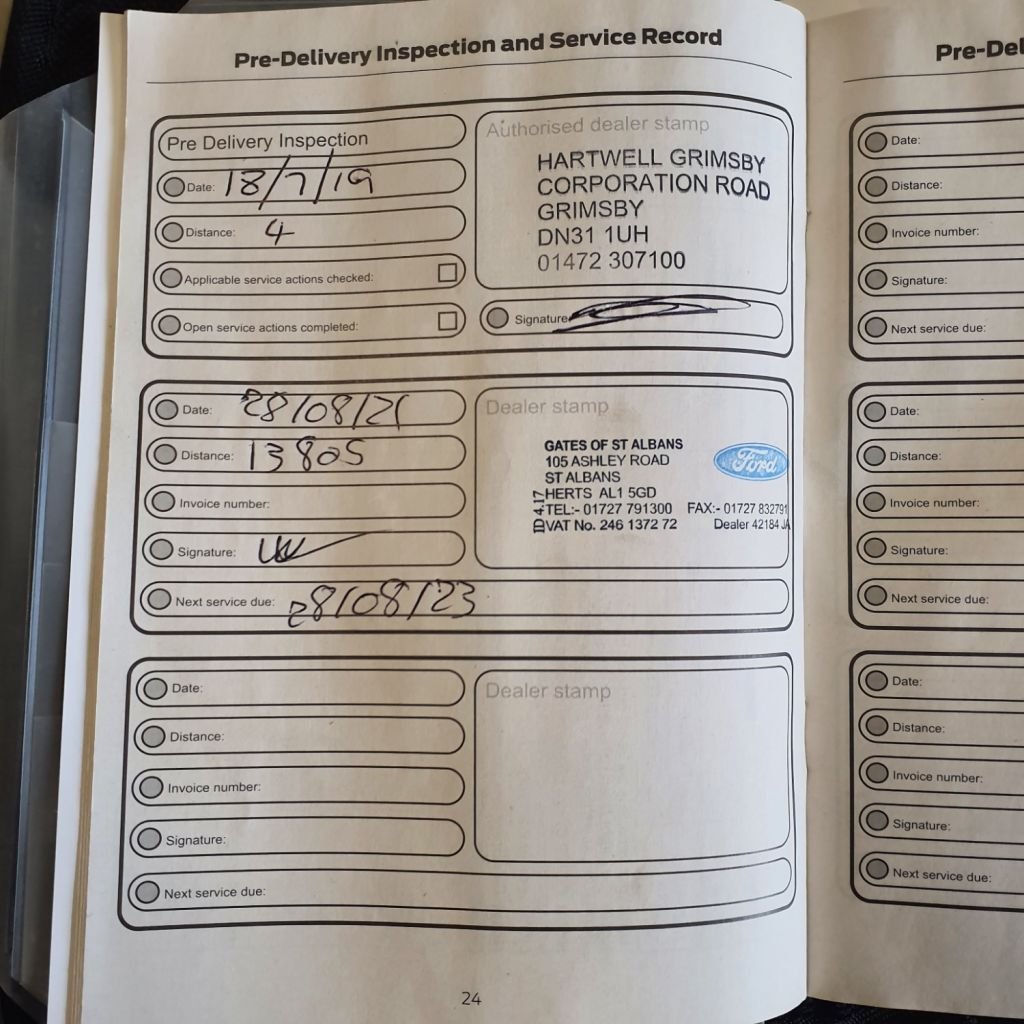 Pre-Delivery Inspection and Service Record
Pre Delivery Inspection
Date: 18/7/19
Distance: 4
Applicable service actions checked:
Open service actions completed:
Authorised dealer stamp
HARTWELL GRIMSBY
CORPORATION ROAD
GRIMSBY
DN31 1UH
01472 307100
Signature
Date: 28/08/21
Distance: 13805
Invoice number:
Signature:
Next service due: 28/08/23
Dealer stamp
GATES OF ST ALBANS
105 ASHLEY ROAD
ST ALBANS
HERTS AL1 5GD
TEL:- 01727 791300 FAX:- 01727 832791
VAT No. 246 1372 72 Dealer 42184 JA
ID 4.17
Ford
Date:
Distance:
Invoice number:
Signature:
Next service due:
Dealer stamp
24
Pre-Del
Date:
Distance:
Invoice number:
Signature:
Next service due:
Date:
Distance:
Invoice number:
Signature:
Next service due:
Date:
Distance:
Invoice number:
Signature:
Next service due: